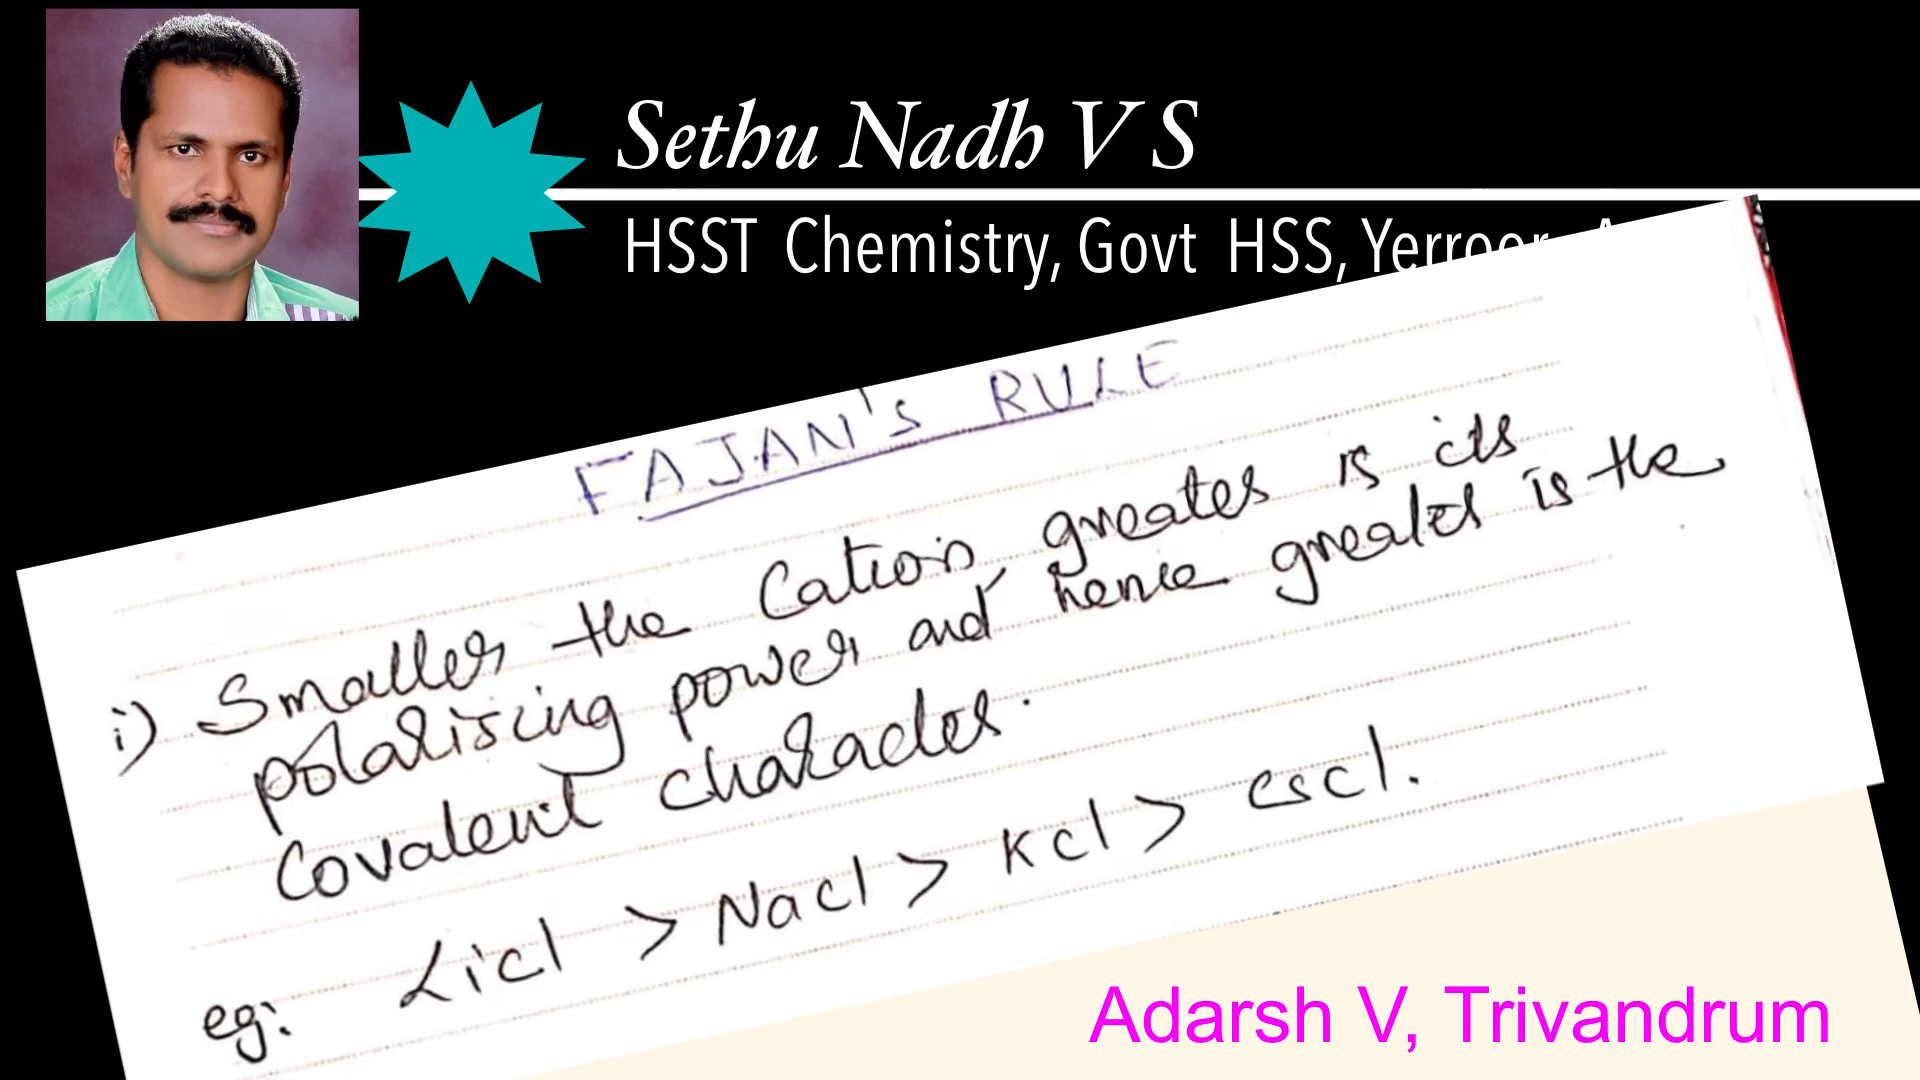 Sethu Nadh V S
HSST Chemistry, Govt HSS, Yerroor
FAJAN's RULE
i) Smaller the Cation, greater is its
polarising power and hence greater is the
Covalent character.
eg: Licl > Nacl > Kcl > cscl.
Adarsh V, Trivandrum